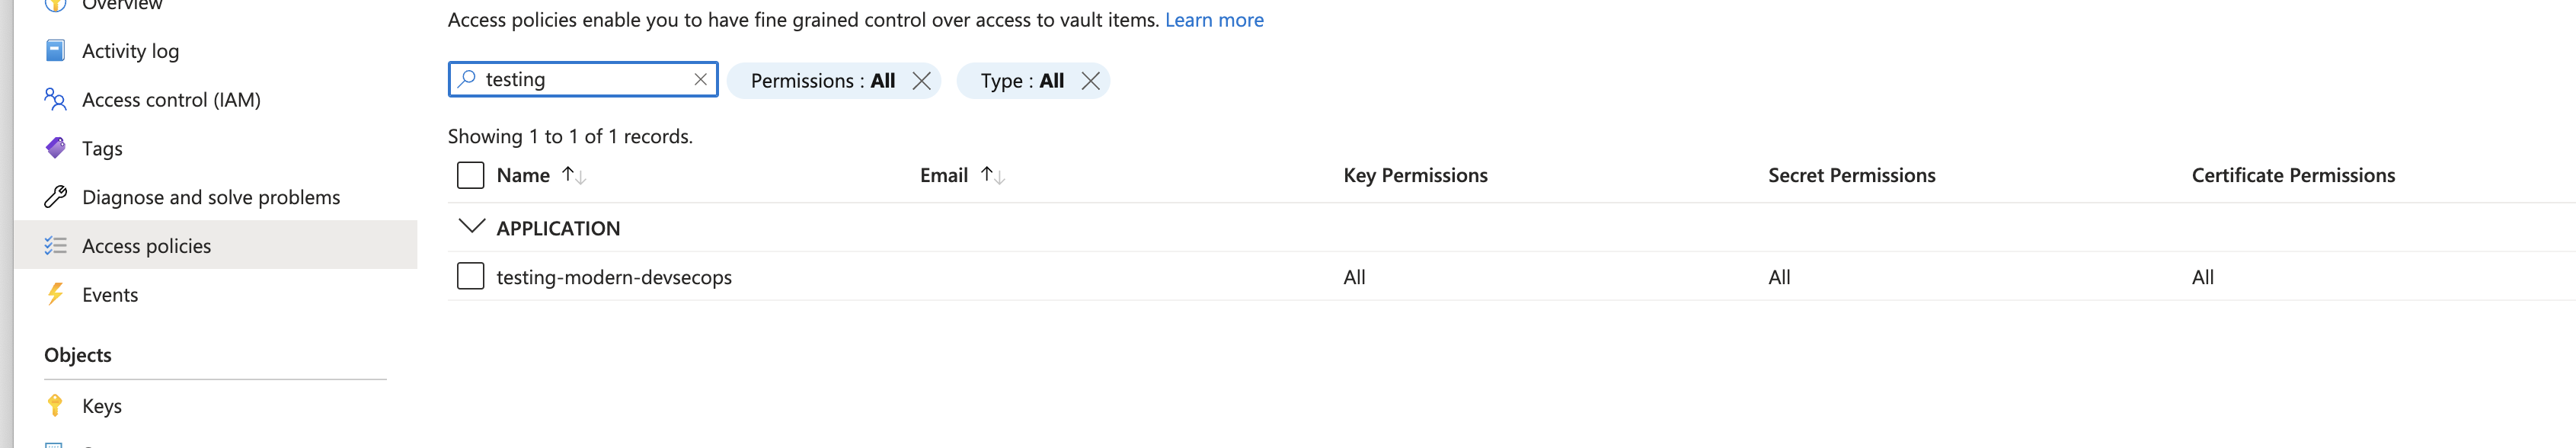 Overview
Activity log
Access control (IAM)
Tags
Diagnose and solve problems
Access policies
Events
Objects
Keys
Access policies enable you to have fine grained control over access to vault items. Learn more
testing
Permissions : All
Type : All
Showing 1 to 1 of 1 records.
Name Email Key Permissions Secret Permissions Certificate Permissions
APPLICATION
testing-modern-devsecops All All All